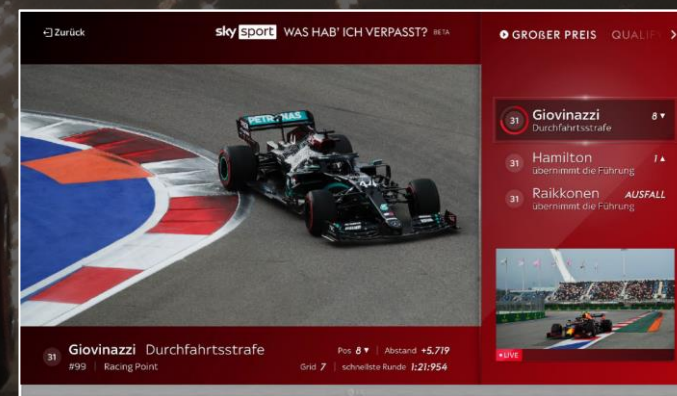 Zurück
sky sport WAS HAB' ICH VERPASST? BETA
GROßER PREIS
31 Giovinazzi 8 ▼
Durchfahrtsstrafe
31 Hamilton 1 ▲
übernimmt die Führung
31 Raikkonen AUSFALL
übernimmt die Führung
PETRONAS
LIVE
31 Giovinazzi Durchfahrtsstrafe
#99 | Racing Point
Pos 8 ▼ | Abstand +5.719
Grid 7 | schnellste Runde 1:21:954